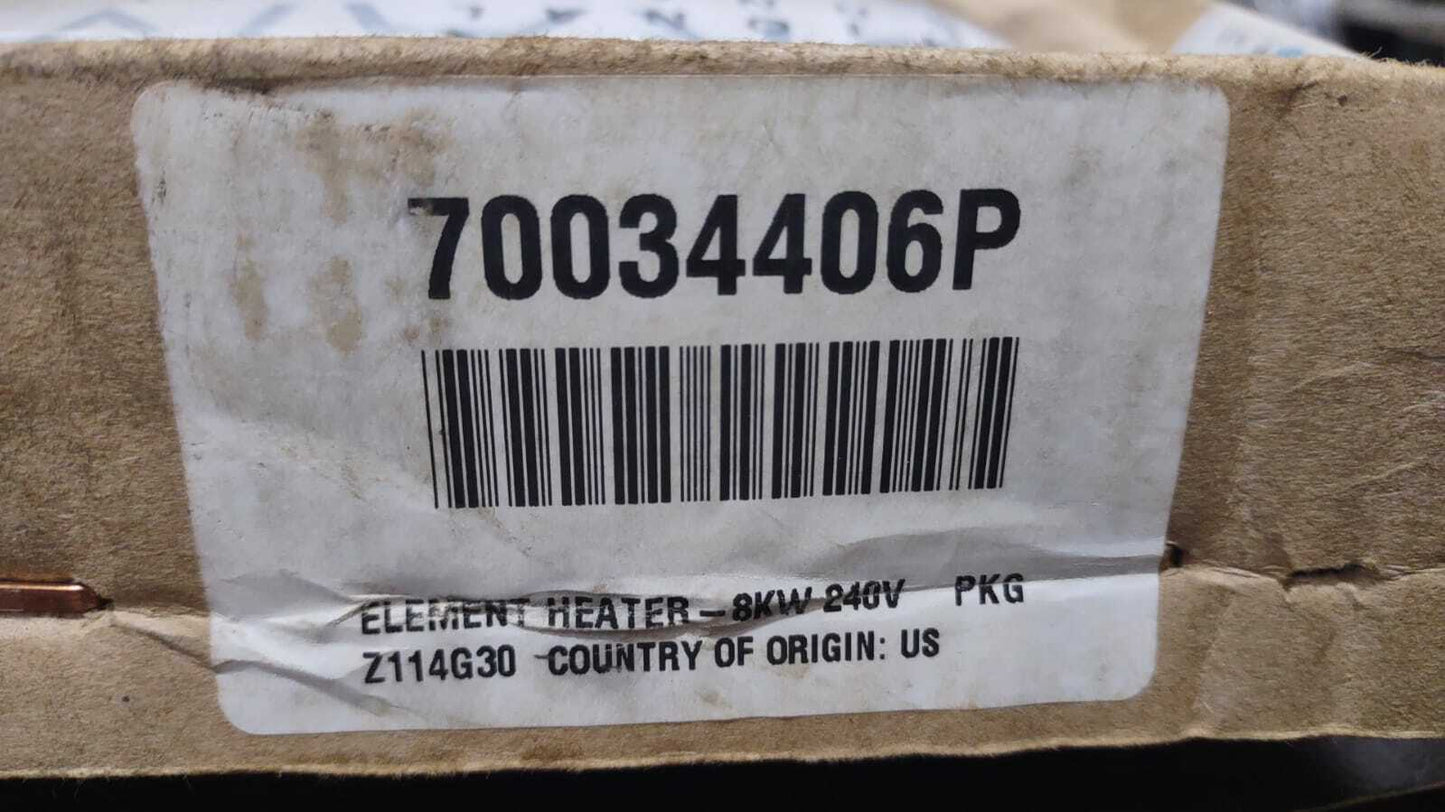 70034406P
ELEMENT HEATER-8KW 240V PKG
Z114G30 COUNTRY OF ORIGIN: US